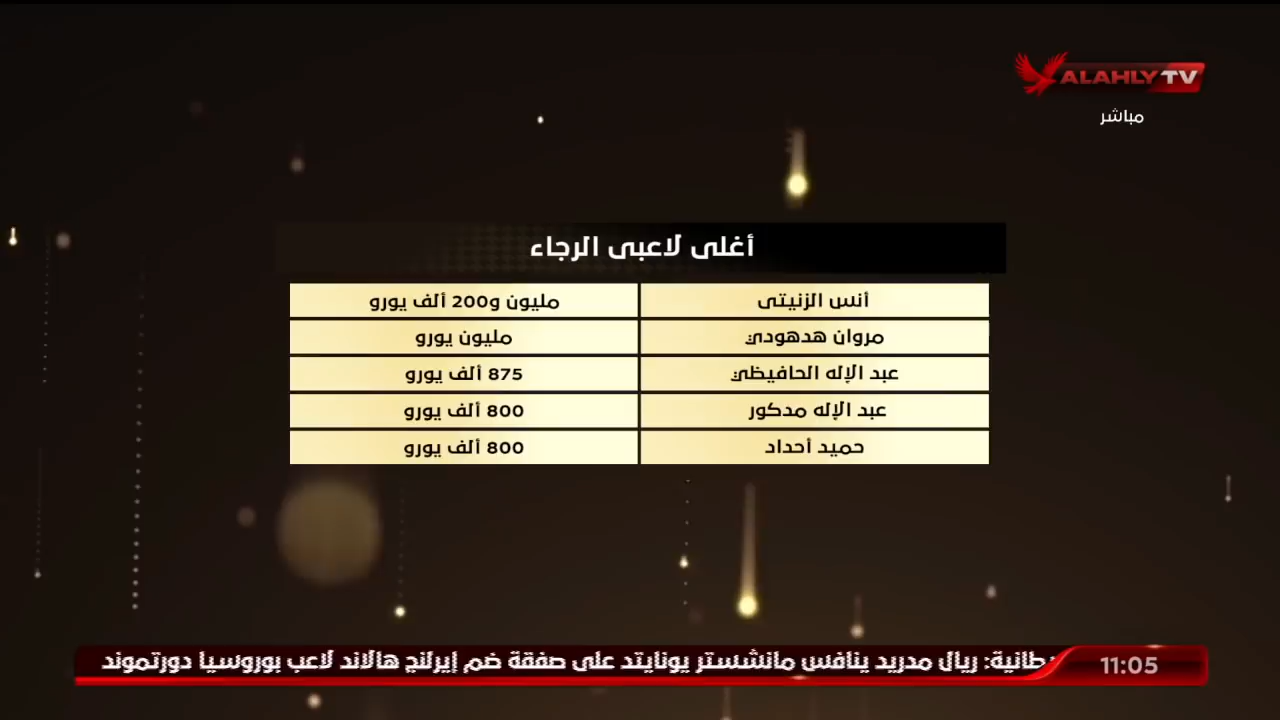 ALAHLY TV
مباشر
أغلى لاعبى الرجاء
أنس الزنيتى مليون و200 ألف يورو
مروان هدهودي مليون يورو
عبد الإله الحافيظي 875 ألف يورو
عبد الإله مدكور 800 ألف يورو
حميد أحداد 800 ألف يورو
11:05
طانية: ريال مدريد ينافس مانشستر يونايتد على صفقة ضم إيرلنج هالاند لاعب بوروسيا دورتموند